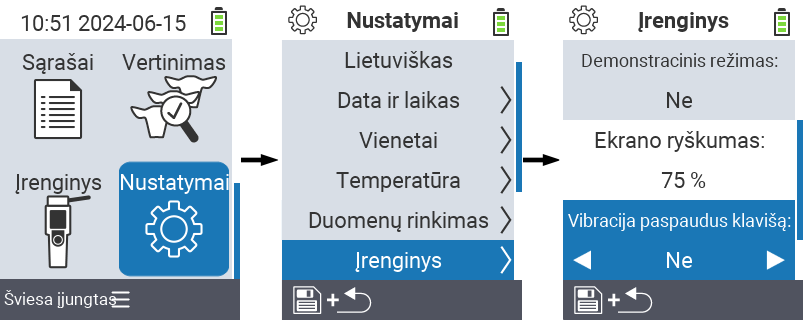 10:51 2024-06-15
Sąrašai
Vertinimas
Įrenginys
Nustatymai
Šviesa įjungtas
Nustatymai
Lietuviškas
Data ir laikas
Vienetai
Temperatūra
Duomenų rinkimas
Įrenginys
+
Įrenginys
Demonstracinis režimas:
Ne
Ekrano ryškumas:
75 %
Vibracija paspaudus klavišą:
Ne
+